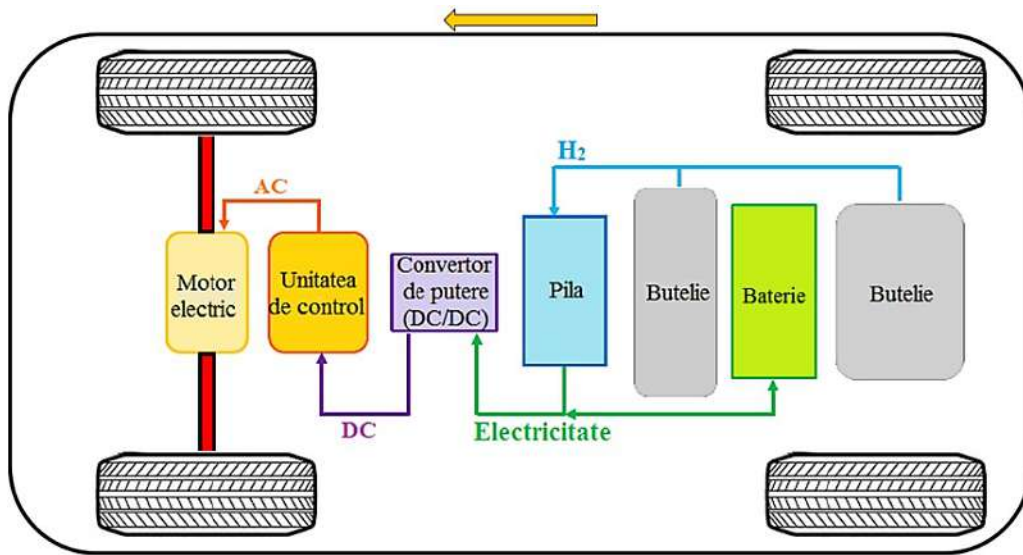 H₂
AC
Motor
electric
Unitatea
de control
Convertor
de putere
(DC/DC)
Pila
Butelie
Baterie
Butelie
DC
Electricitate